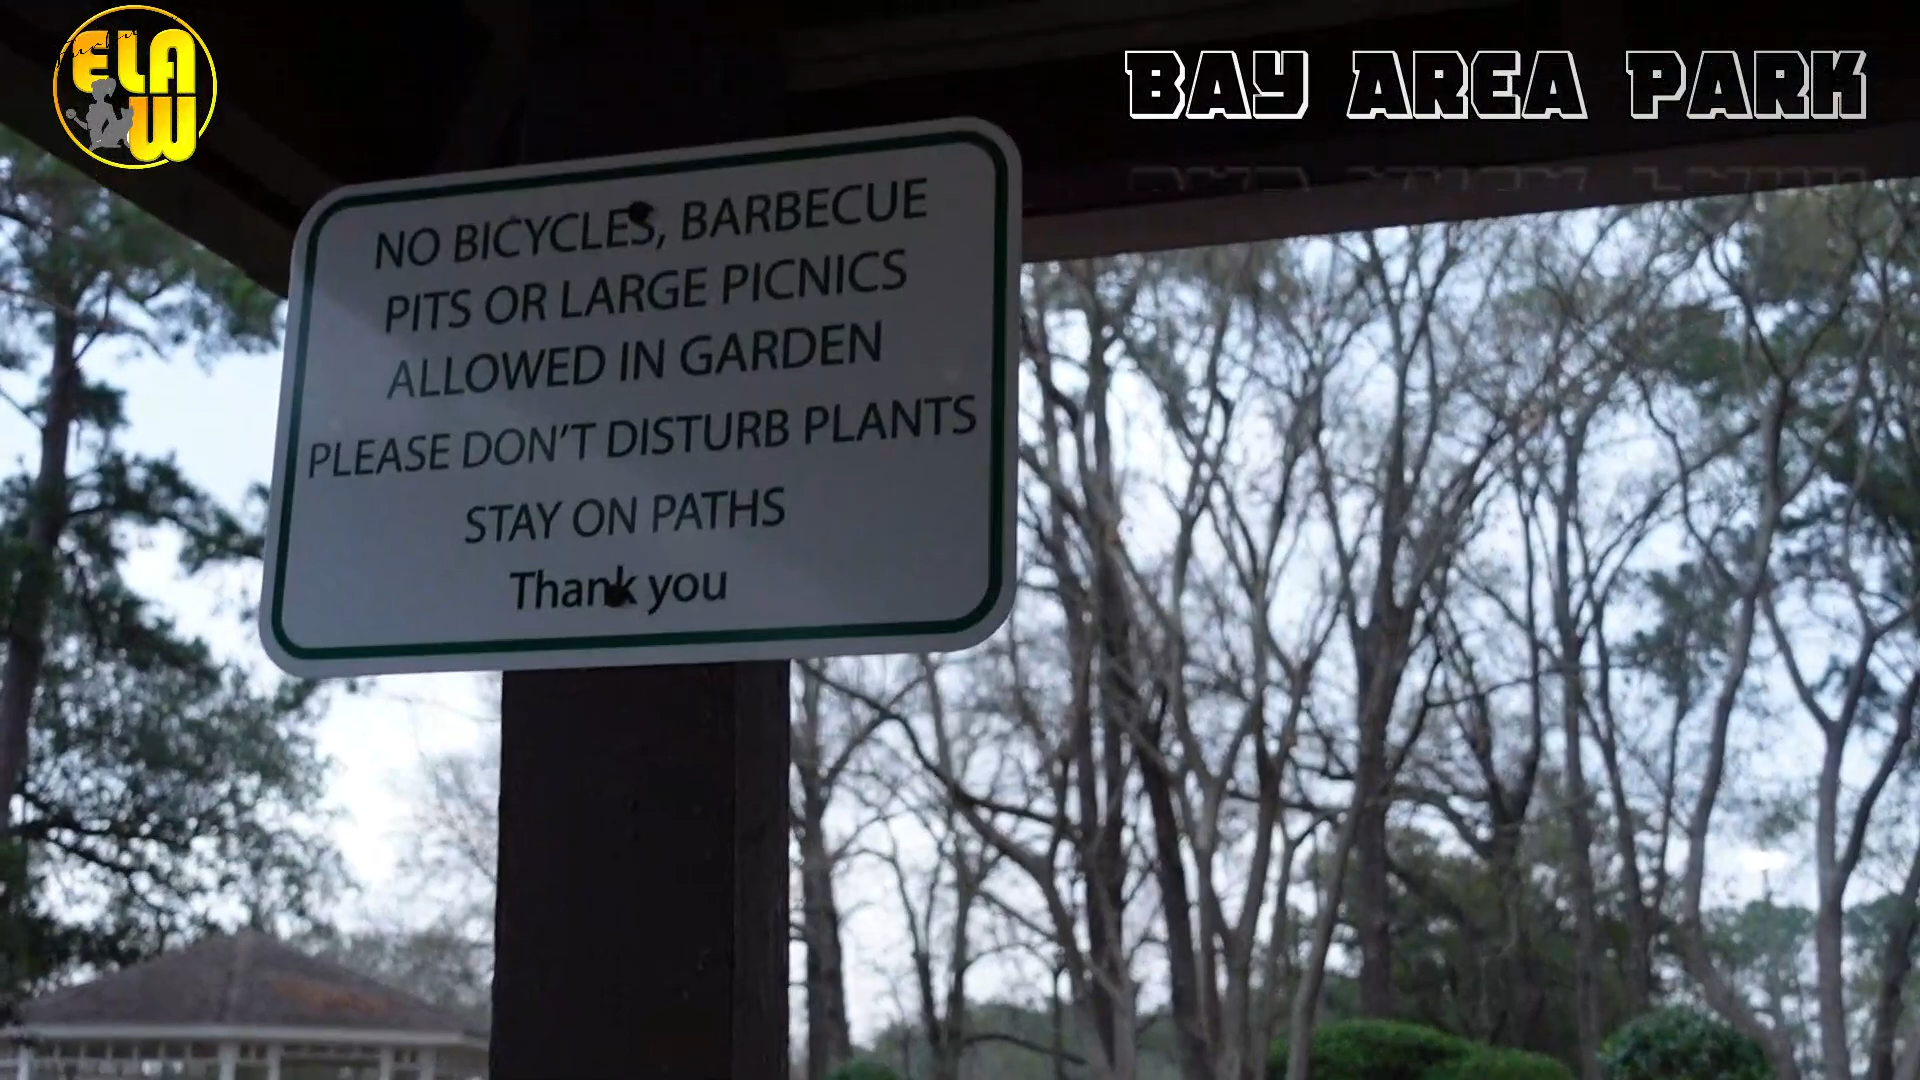 ELA
W
BAY AREA PARK
NO BICYCLES, BARBECUE
PITS OR LARGE PICNICS
ALLOWED IN GARDEN
PLEASE DON'T DISTURB PLANTS
STAY ON PATHS
Thank you